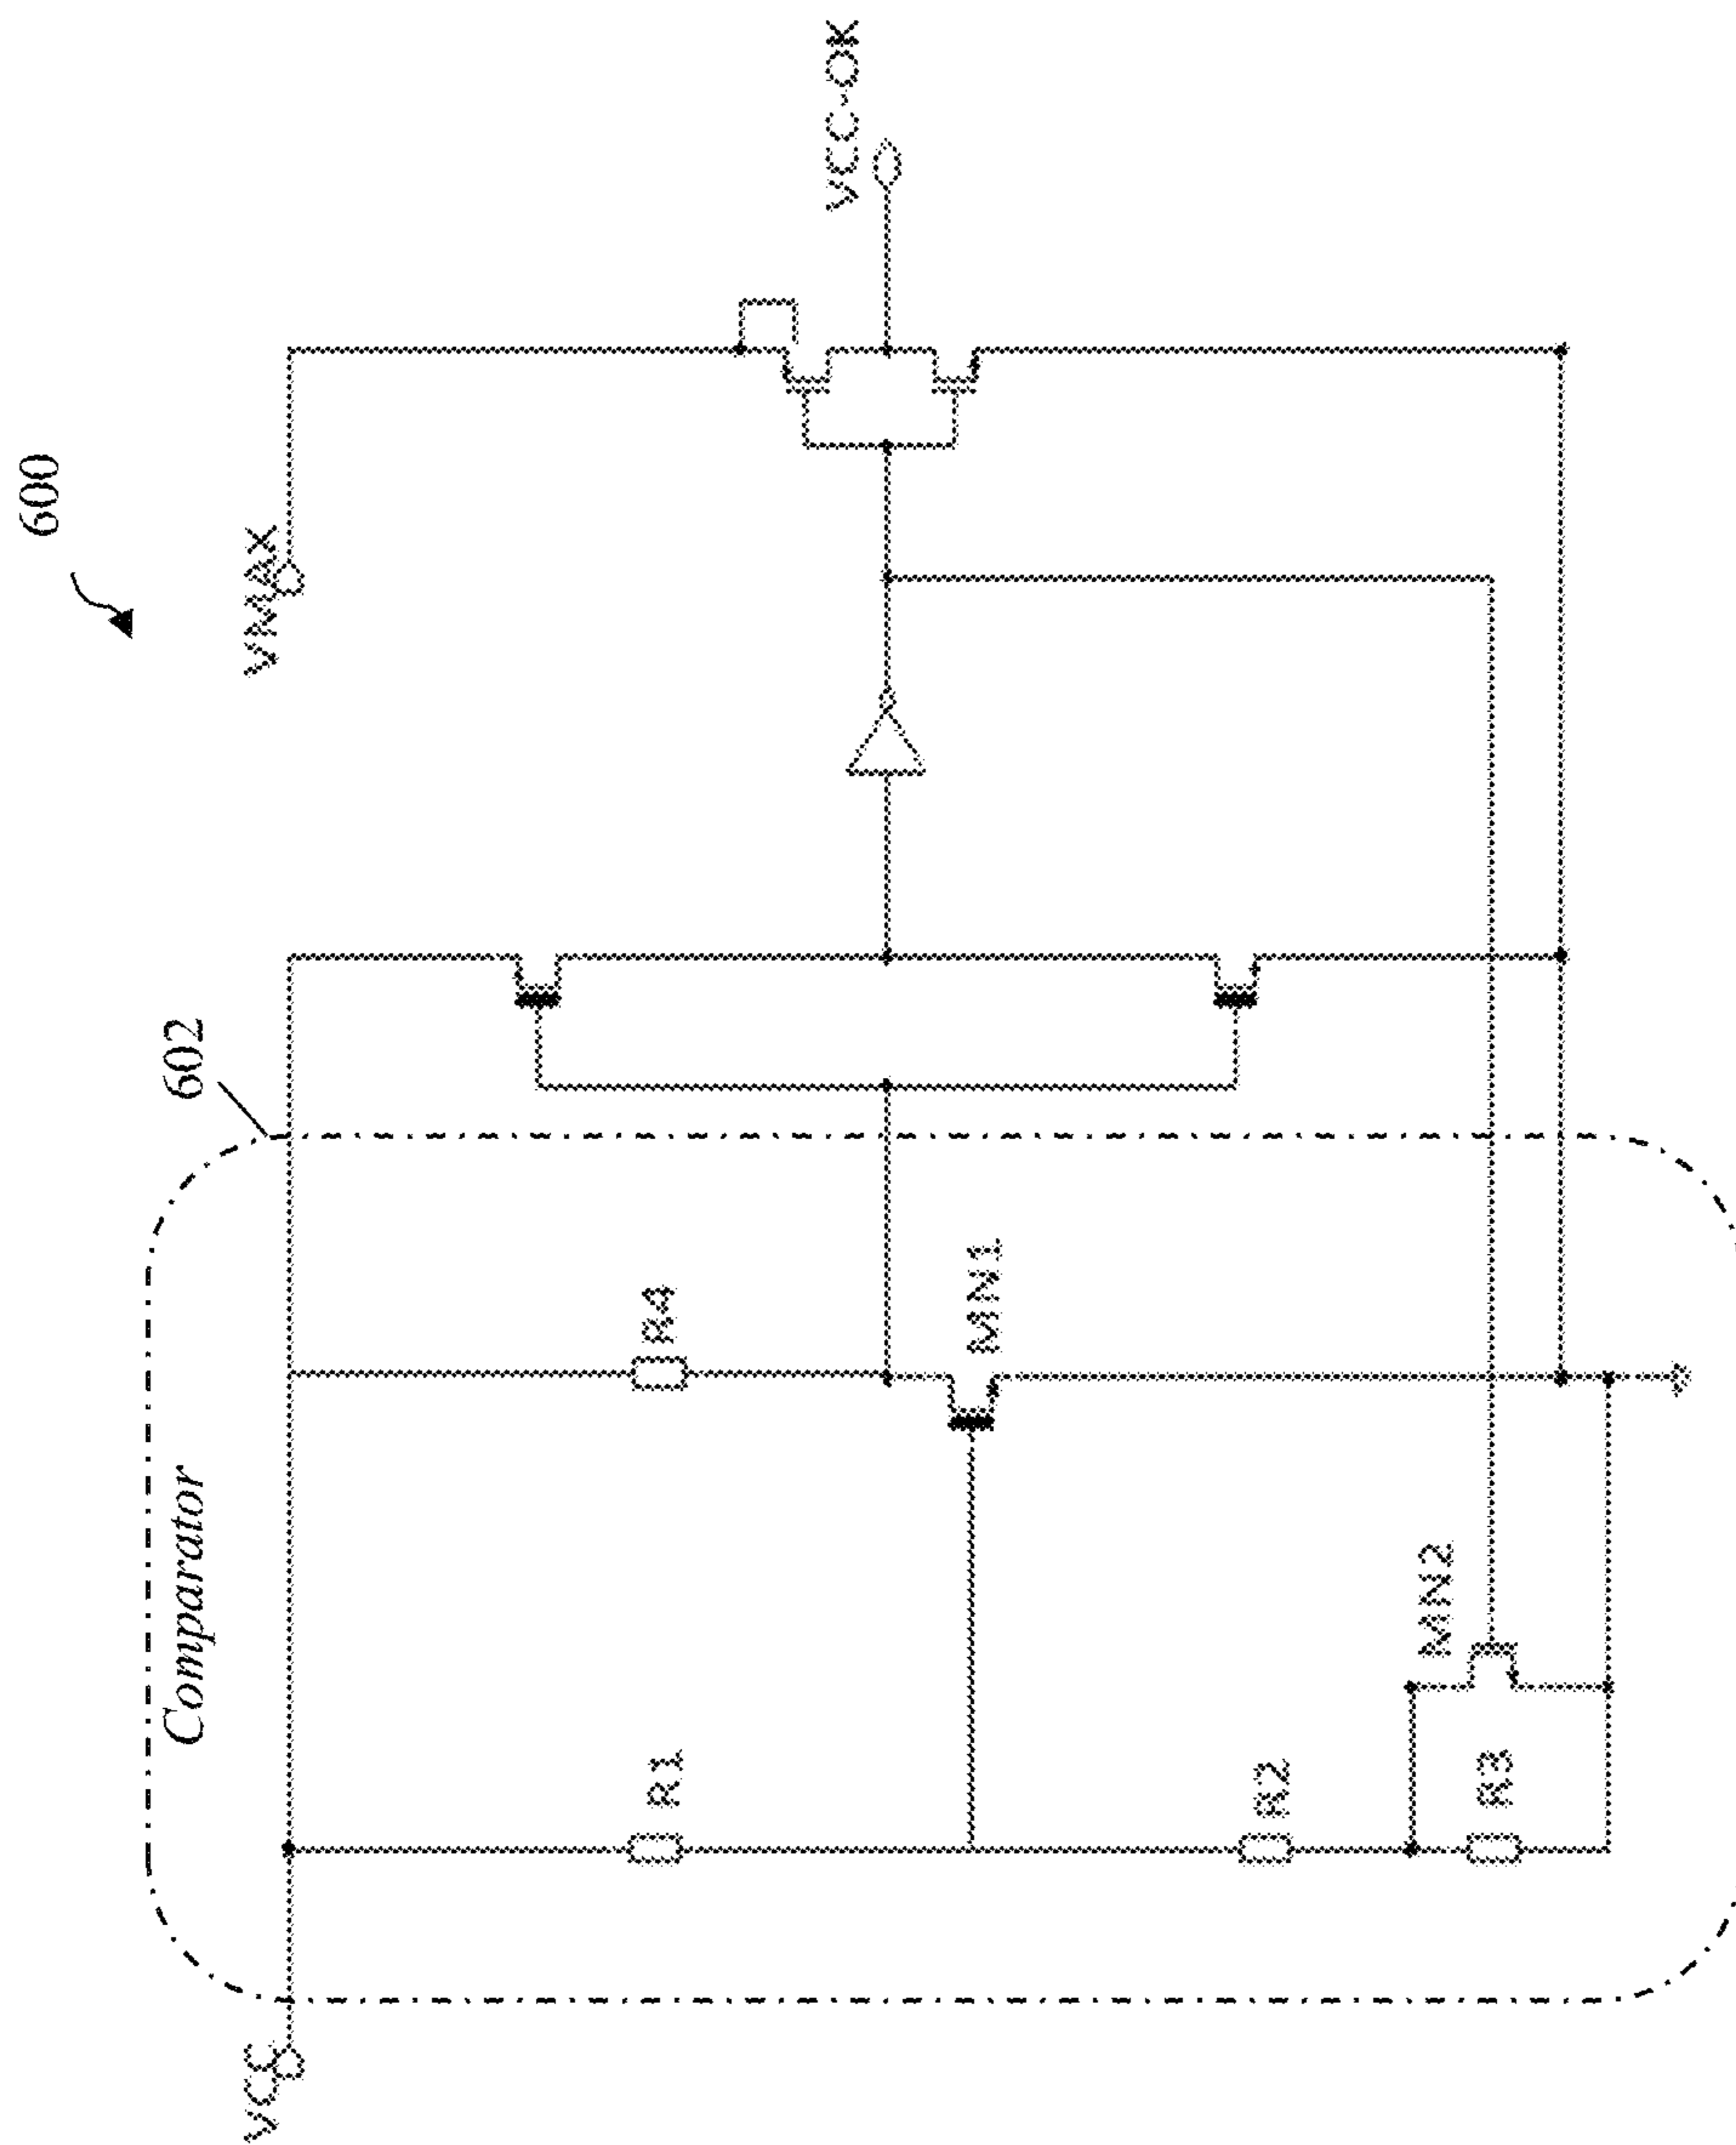 600
VMAX
VCC-OK
602
Comparator
VCC
R1
R4
MN1
R2
MN2
R3